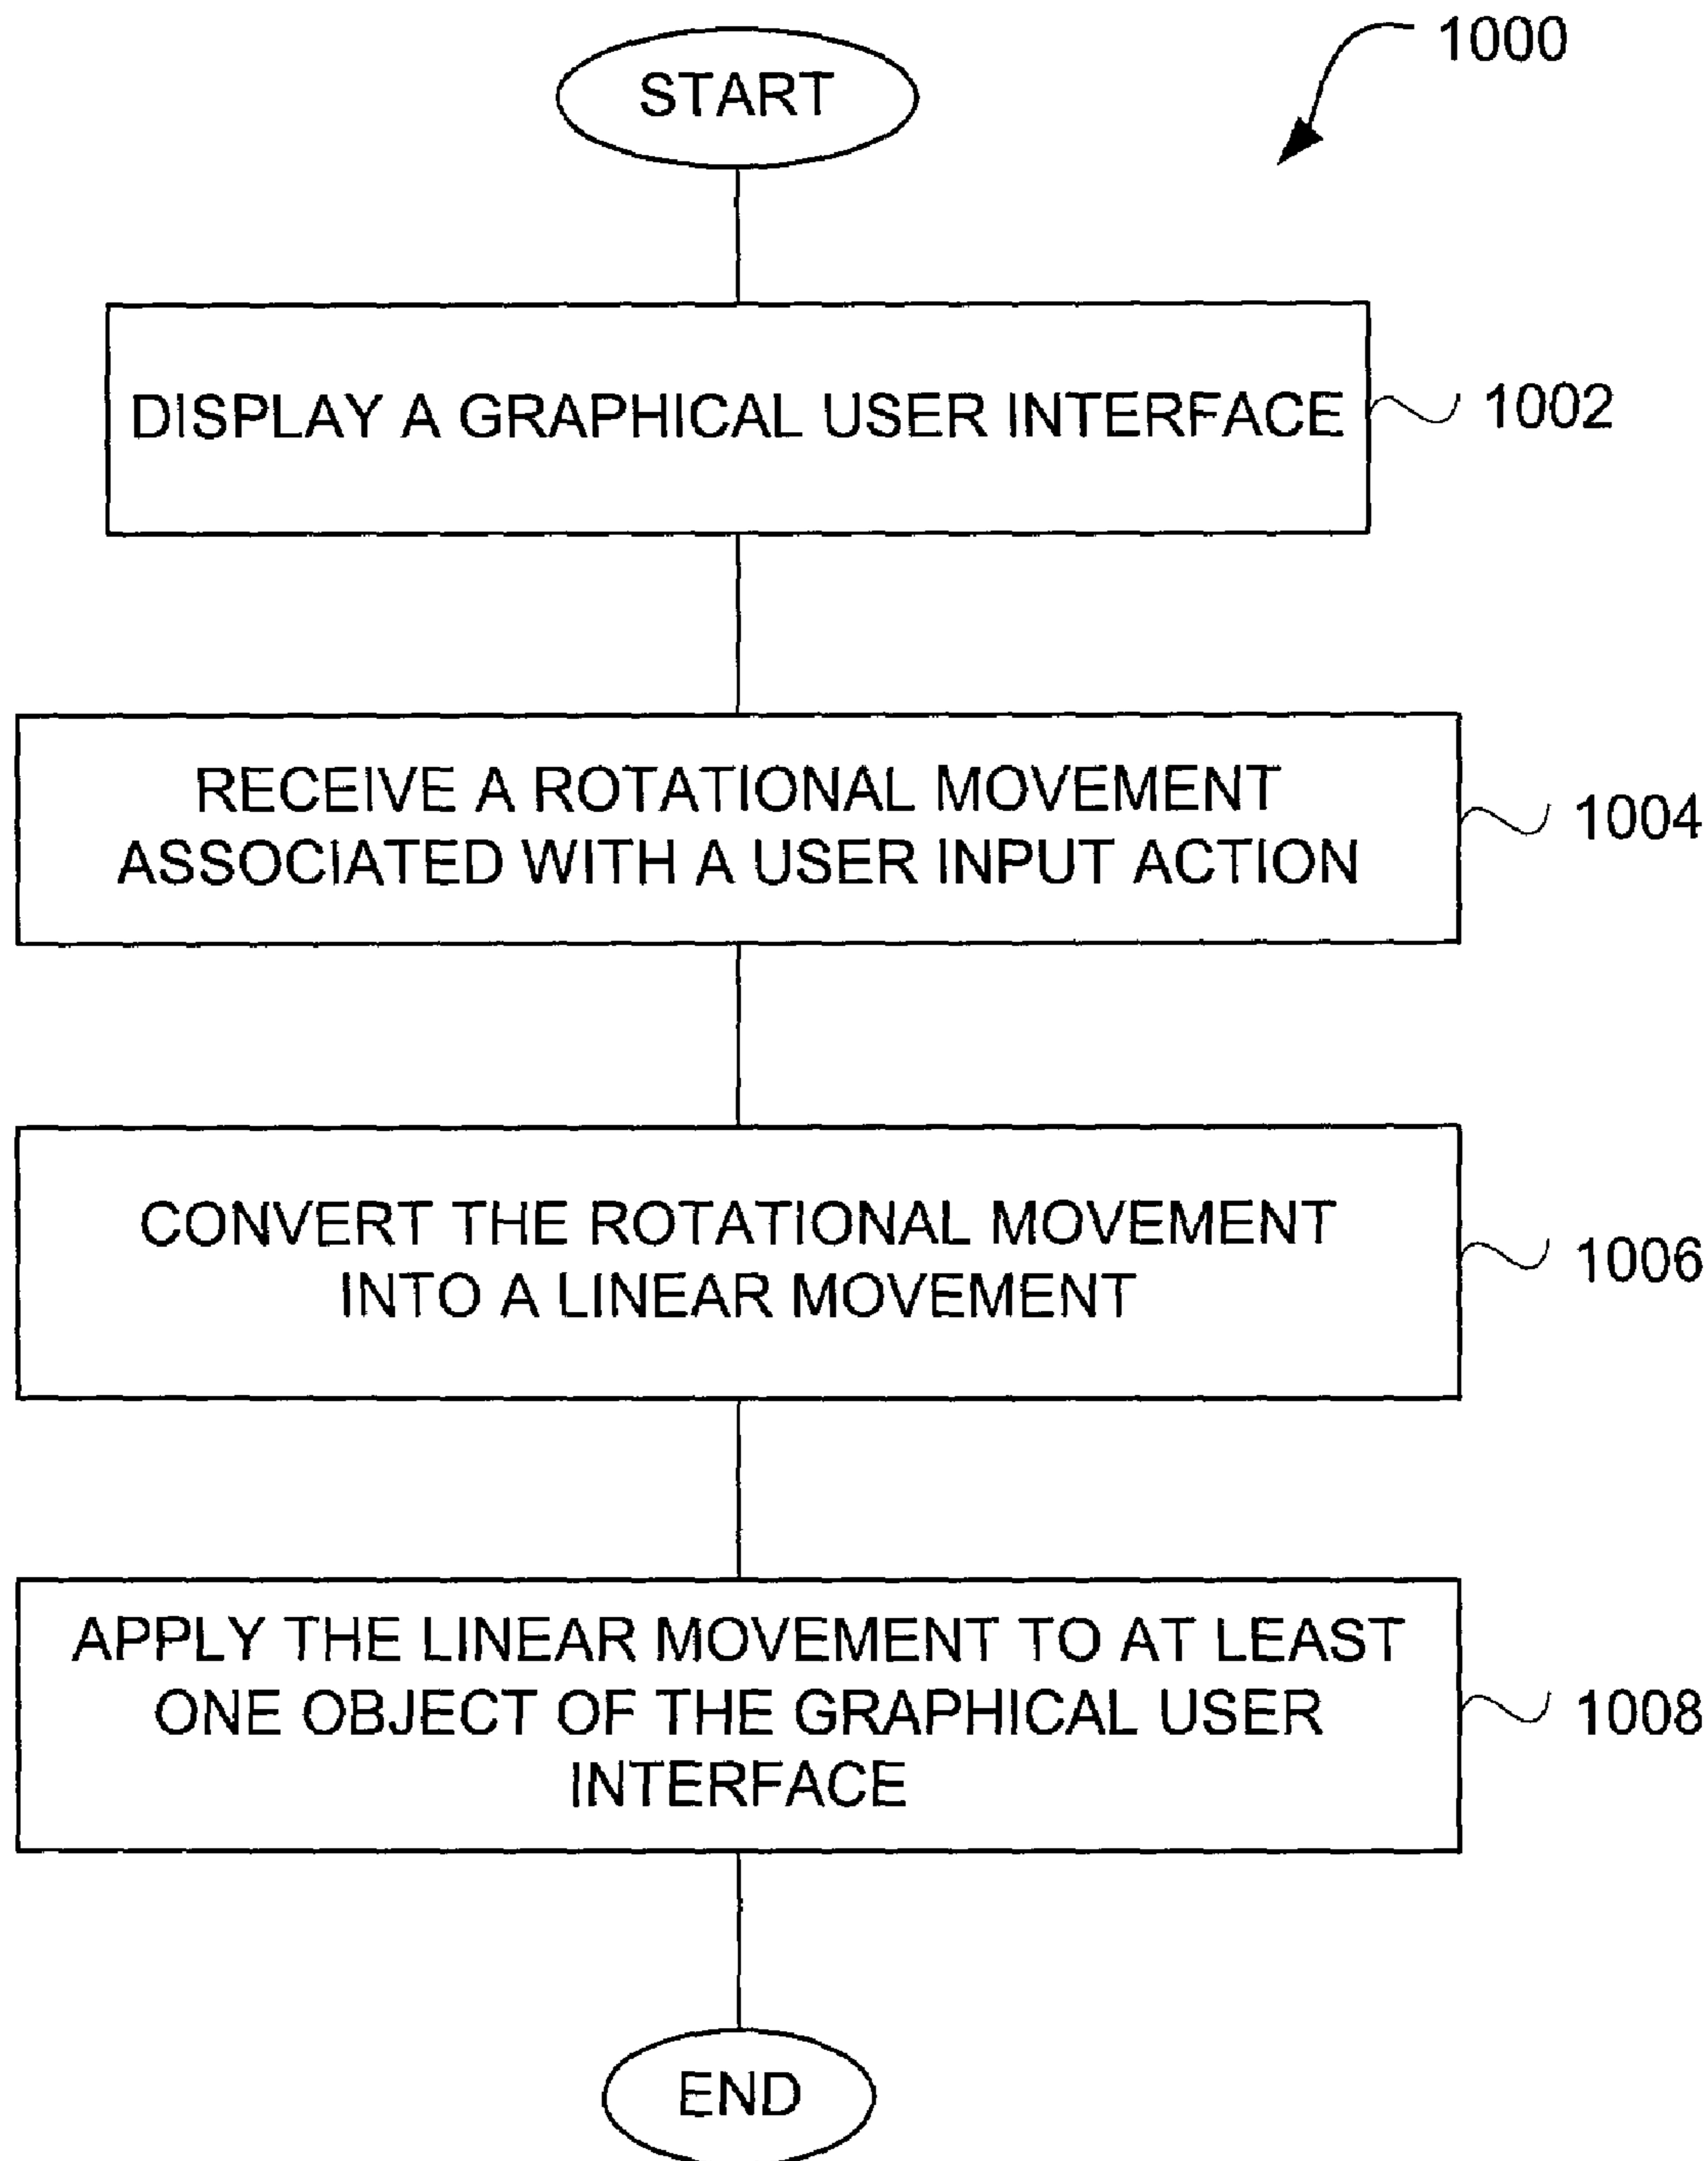 1000
START
DISPLAY A GRAPHICAL USER INTERFACE
1002
RECEIVE A ROTATIONAL MOVEMENT
ASSOCIATED WITH A USER INPUT ACTION
1004
CONVERT THE ROTATIONAL MOVEMENT
INTO A LINEAR MOVEMENT
1006
APPLY THE LINEAR MOVEMENT TO AT LEAST
ONE OBJECT OF THE GRAPHICAL USER
INTERFACE
1008
END